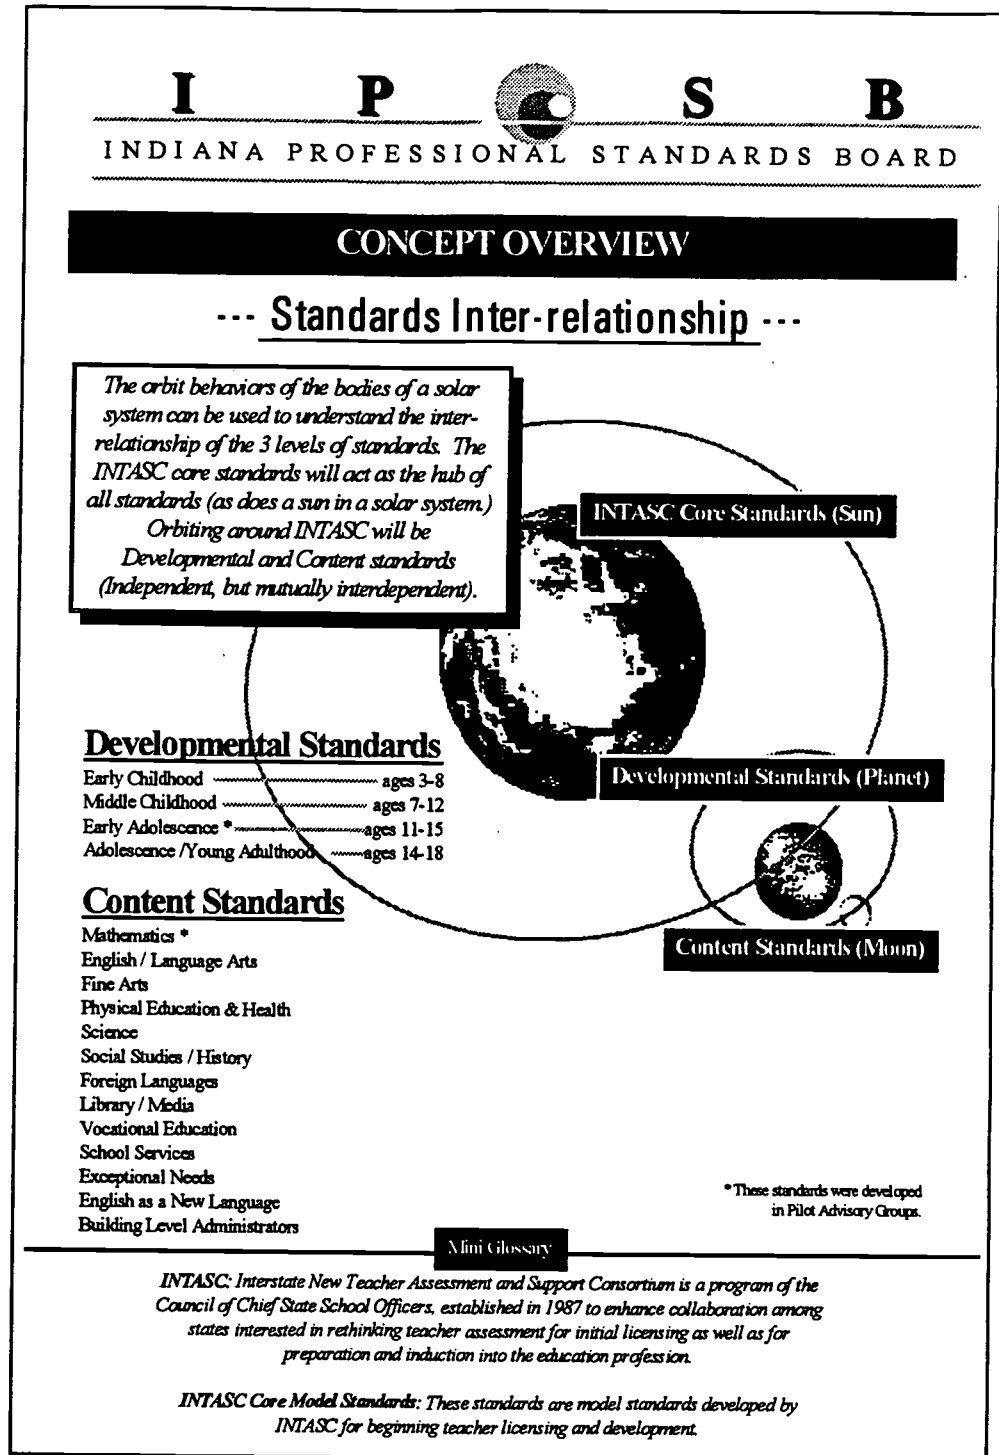 I P S B
INDIANA PROFESSIONAL STANDARDS BOARD
CONCEPT OVERVIEW
--- Standards Inter-relationship ---
The orbit behaviors of the bodies of a solar
system can be used to understand the inter-
relationship of the 3 levels of standards. The
INTASC core standards will act as the hub of
all standards (as does a sun in a solar system.)
Orbiting around INTASC will be
Developmental and Content standards
(Independent, but mutually interdependent).
INTASC Core Standards (Sun)
Developmental Standards (Planet)
Content Standards (Moon)
Developmental Standards
Early Childhood ages 3-8
Middle Childhood ages 7-12
Early Adolescence * ages 11-15
Adolescence /Young Adulthood ages 14-18
Content Standards
Mathematics *
English / Language Arts
Fine Arts
Physical Education & Health
Science
Social Studies / History
Foreign Languages
Library / Media
Vocational Education
School Services
Exceptional Needs
English as a New Language
Building Level Administrators
* These standards were developed
in Pilot Advisory Groups.
Mini Glossary
INTASC: Interstate New Teacher Assessment and Support Consortium is a program of the
Council of Chief State School Officers, established in 1987 to enhance collaboration among
states interested in rethinking teacher assessment for initial licensing as well as for
preparation and induction into the education profession.
INTASC Core Model Standards: These standards are model standards developed by
INTASC for beginning teacher licensing and development.